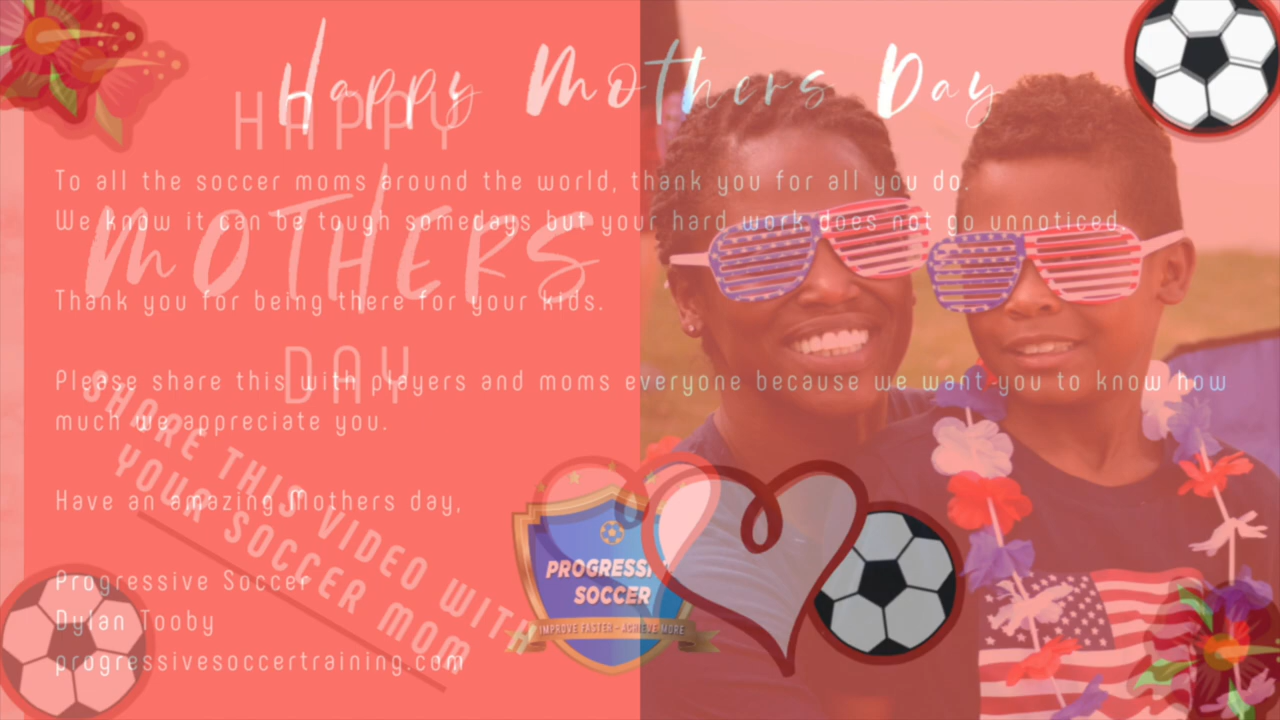 Happy Mothers Day
HAPPY
MOTHERS
DAY
To all the soccer moms around the world, thank you for all you do.
We know it can be tough somedays but your hard work does not go unnoticed.
Thank you for being there for your kids.
Please share this with players and moms everyone because we want you to know how
much we appreciate you.
Have an amazing Mothers day,
Progressive Soccer
Dylan Tooby
progressivesoccertraining.com
SHARE THIS VIDEO WITH
YOUR SOCCER MOM
PROGRESSI
SOCCER
IMPROVE FASTER - ACHIEVE MORE